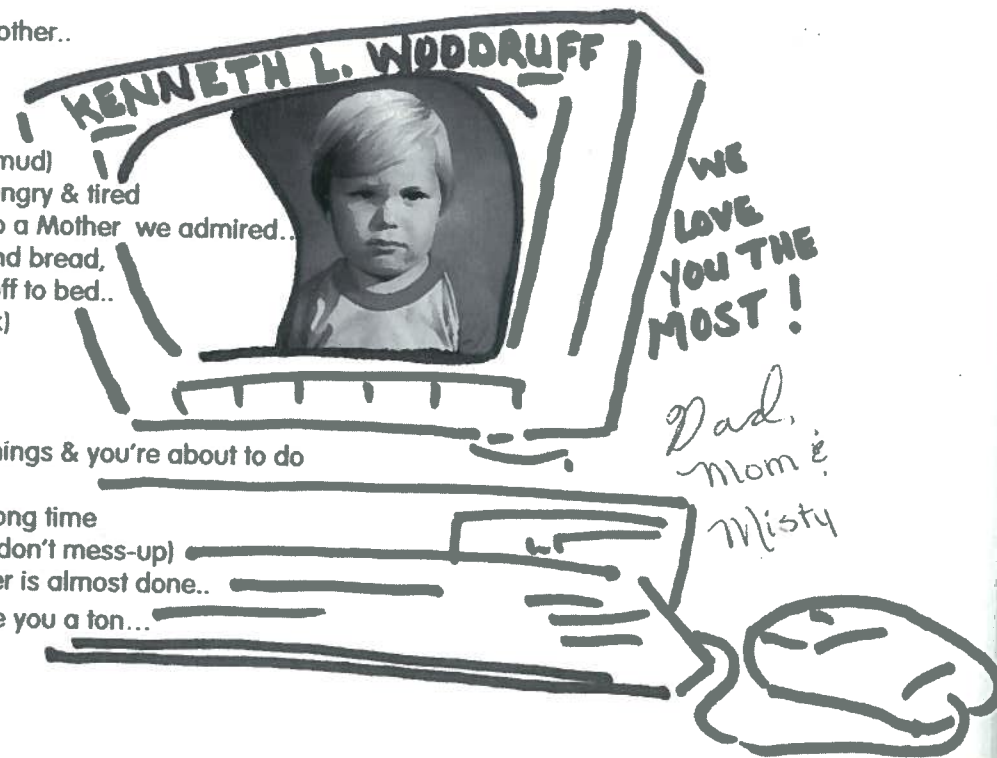 other..
KENNETH L. WOODRUFF
mud)
ngry & tired
o a Mother we admired..
nd bread,
ff to bed..
)
WE
LOVE
YOU THE
MOST!
Dad,
Mom &
Misty
nings & you're about to do
ong time
don't mess-up)
er is almost done..
e you a ton...